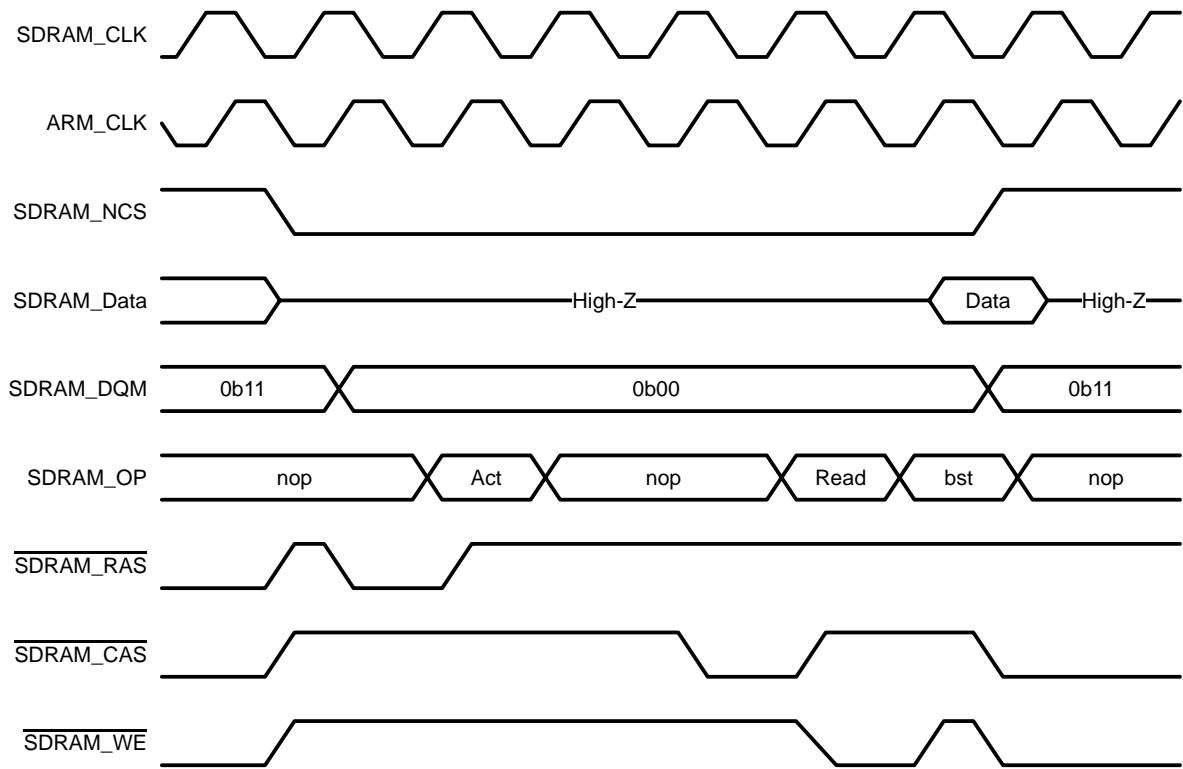 SDRAM_CLK
ARM_CLK
SDRAM_NCS
SDRAM_Data High-Z Data High-Z
SDRAM_DQM 0b11 0b00 0b11
SDRAM_OP nop Act nop Read bst nop
SDRAM_RAS
SDRAM_CAS
SDRAM_WE